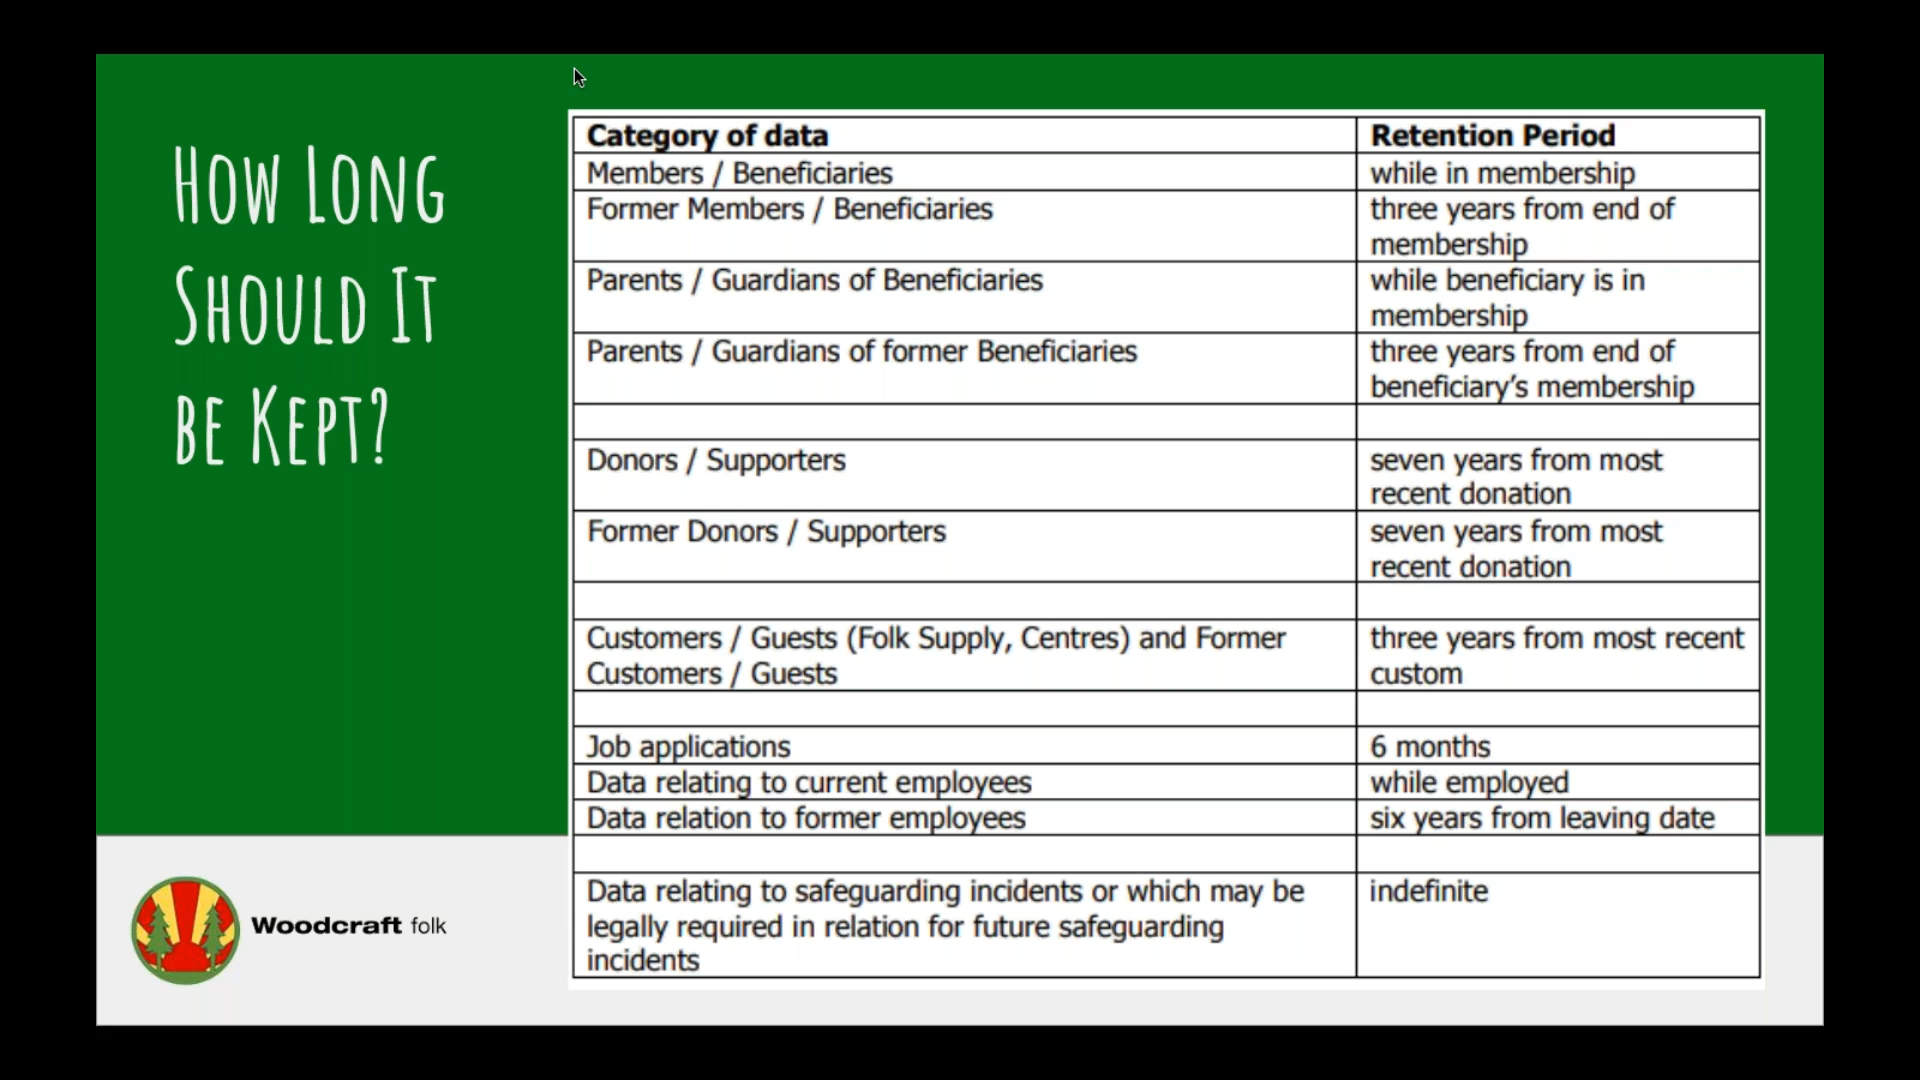 How Long
Should It
be Kept?
Category of data
Retention Period
Members / Beneficiaries
while in membership
Former Members / Beneficiaries
three years from end of
membership
Parents / Guardians of Beneficiaries
while beneficiary is in
membership
Parents / Guardians of former Beneficiaries
three years from end of
beneficiary's membership
Donors / Supporters
seven years from most
recent donation
Former Donors / Supporters
seven years from most
recent donation
Customers / Guests (Folk Supply, Centres) and Former
Customers / Guests
three years from most recent
custom
Job applications
6 months
Data relating to current employees
while employed
Data relation to former employees
six years from leaving date
Data relating to safeguarding incidents or which may be
legally required in relation for future safeguarding
incidents
indefinite
Woodcraft folk